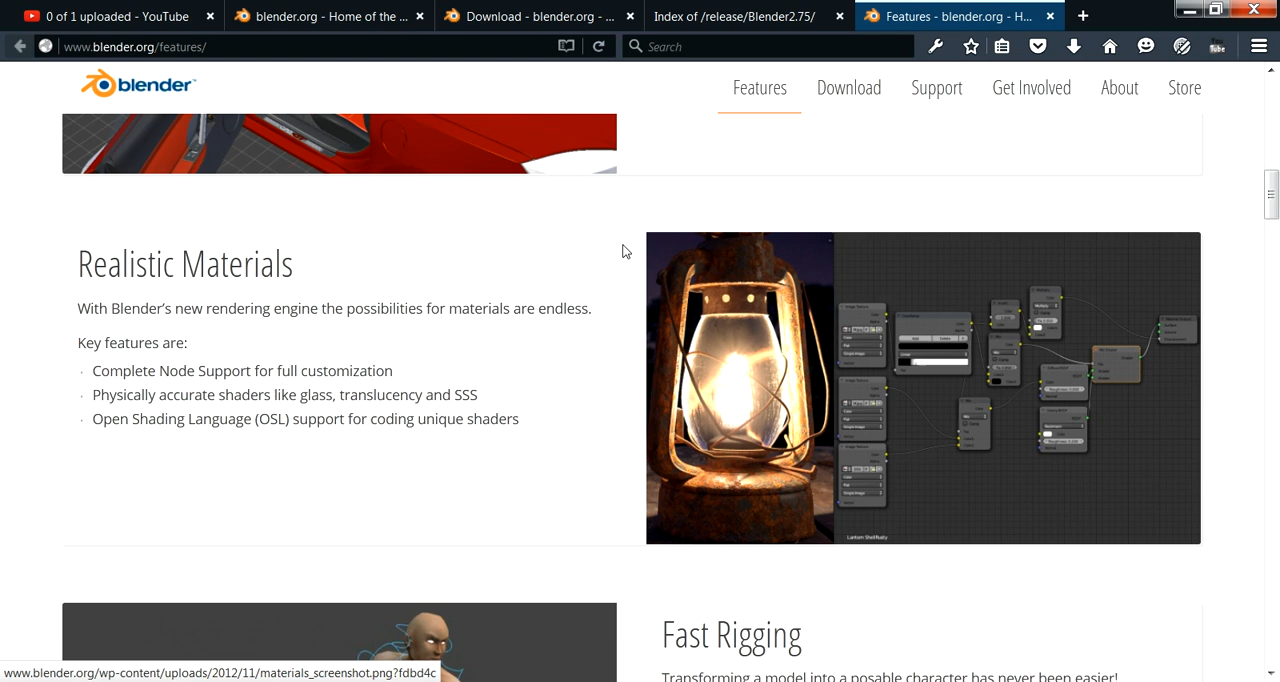 0 of 1 uploaded - YouTube
blender.org - Home of the ...
Download - blender.org - ...
Index of /release/Blender2.75/
Features - blender.org - H...
www.blender.org/features/
Search
blender
Features
Download
Support
Get Involved
About
Store
Realistic Materials
With Blender’s new rendering engine the possibilities for materials are endless.
Key features are:
Complete Node Support for full customization
Physically accurate shaders like glass, translucency and SSS
Open Shading Language (OSL) support for coding unique shaders
Fast Rigging
Transforming a model into a posable character has never been easier!
www.blender.org/wp-content/uploads/2012/11/materials_screenshot.png?fdbd4c